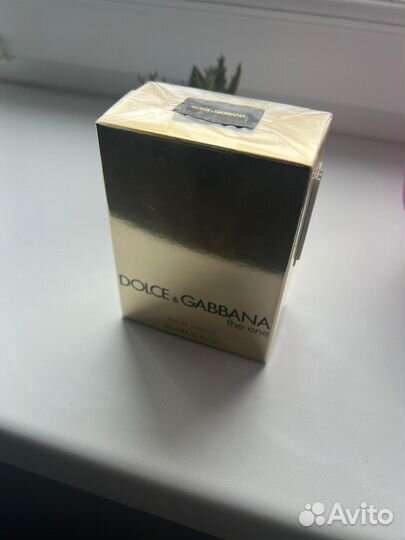 DOLCE & GABBANA
DOLCE & GABBANA
the one
Avito